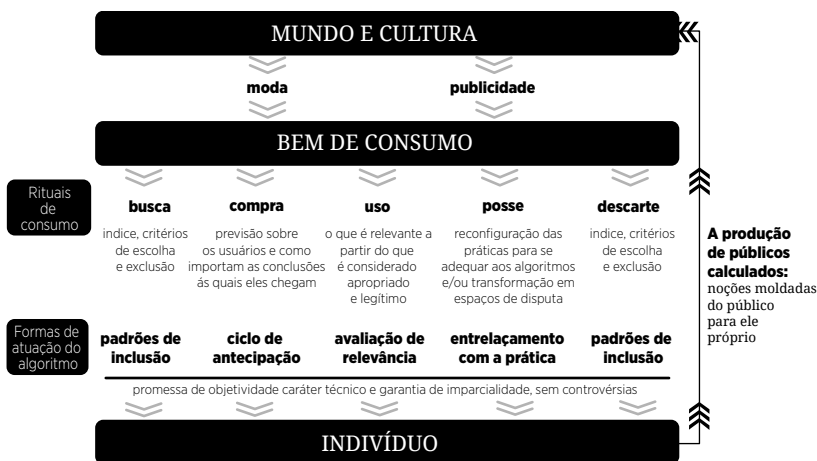 MUNDO E CULTURA
moda
publicidade
BEM DE CONSUMO
Rituais
de
consumo
busca
indice, critérios
de escolha
e exclusão
compra
previsão sobre
os usuários e como
importam as conclusões
ás quais eles chegam
uso
o que é relevante a
partir do que
é considerado
apropriado
e legítimo
posse
reconfiguração das
práticas para se
adequar aos algoritmos
e/ou transformação em
espaços de disputa
descarte
indice, critérios
de escolha
e exclusão
A produção
de públicos
calculados:
noções moldadas
do público
para ele
próprio
Formas de
atuação do
algoritmo
padrões de
inclusão
ciclo de
antecipação
avaliação de
relevância
entrelaçamento
com a prática
padrões de
inclusão
promessa de objetividade caráter técnico e garantia de imparcialidade, sem controvérsias
INDIVÍDUO